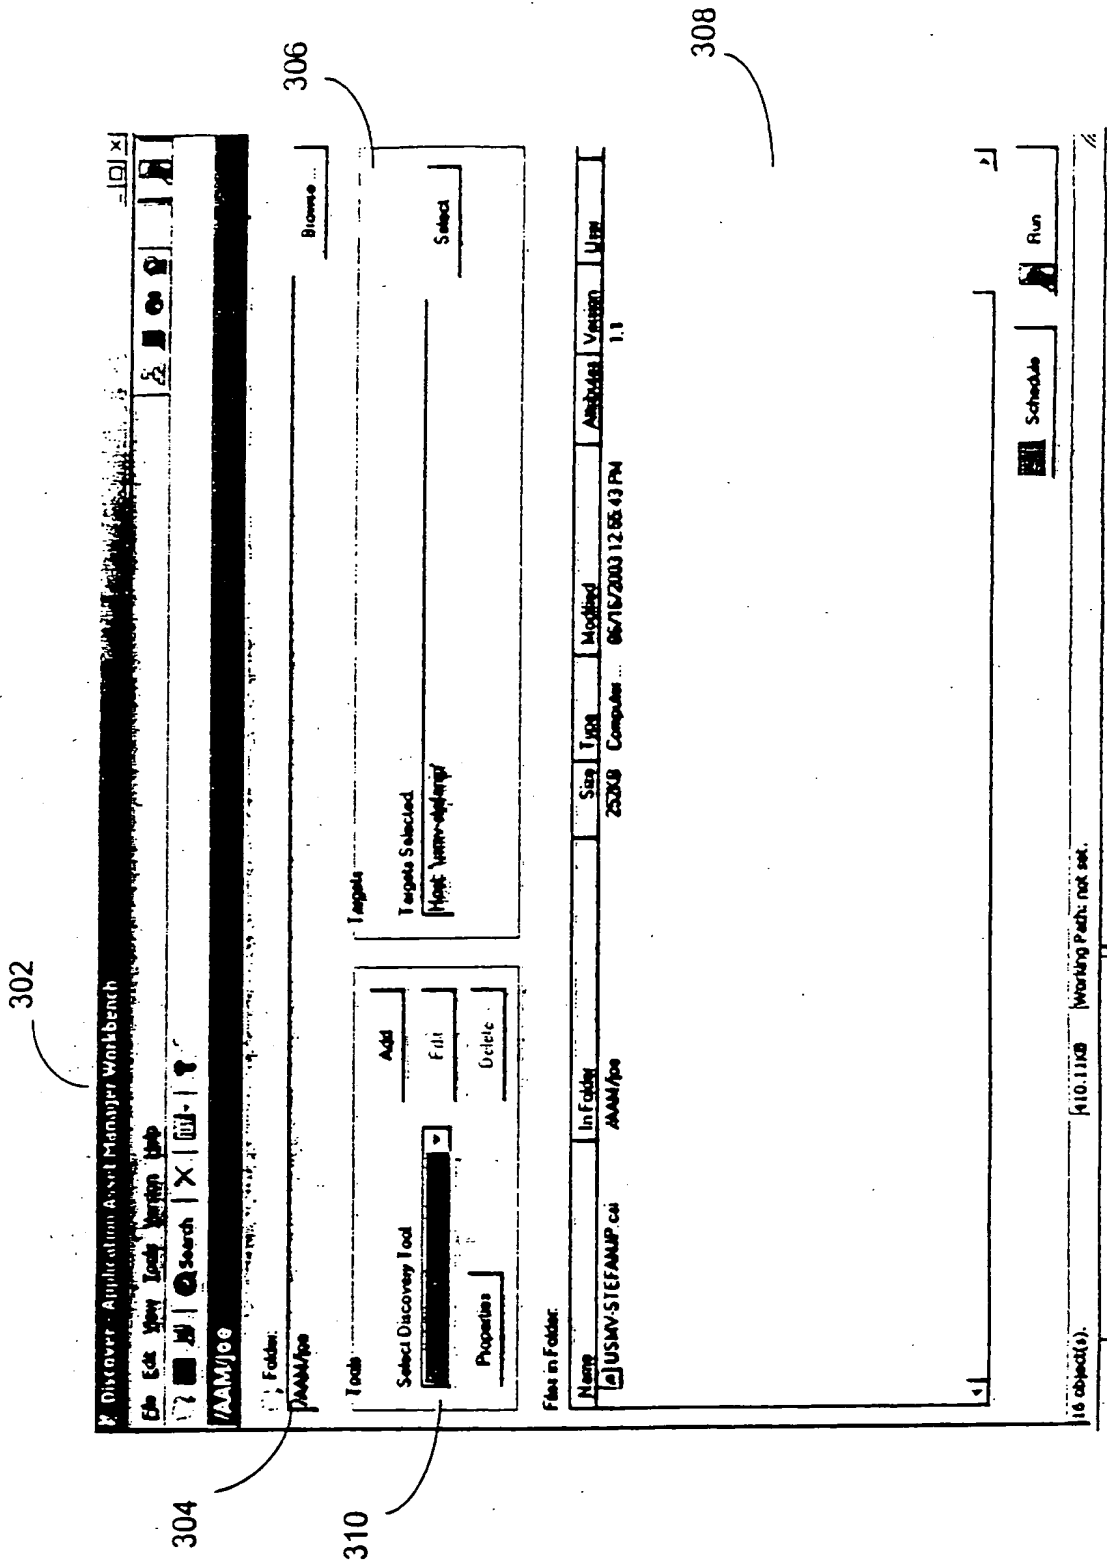 302
Discover - Application Asset Manager Workbench
File Edit View Tools Version Help
Search
/AAM/joe
Folder:
304
/AAM/joe
Browse ...
306
Tools
Targets
Select Discovery Tool
Add
Targets Selected
310
Edit
Host:
Select
Properties
Delete
Files in Folder:
Name In Folder Size Type Modified Attributes Version User
USMV-STEFANJP.cai /AAM/joe 252KB Computer ... 06/16/2003 12:55:43 PM 1.1
308
Schedule Run
16 object(s). 410.11KB Working Path: not set.